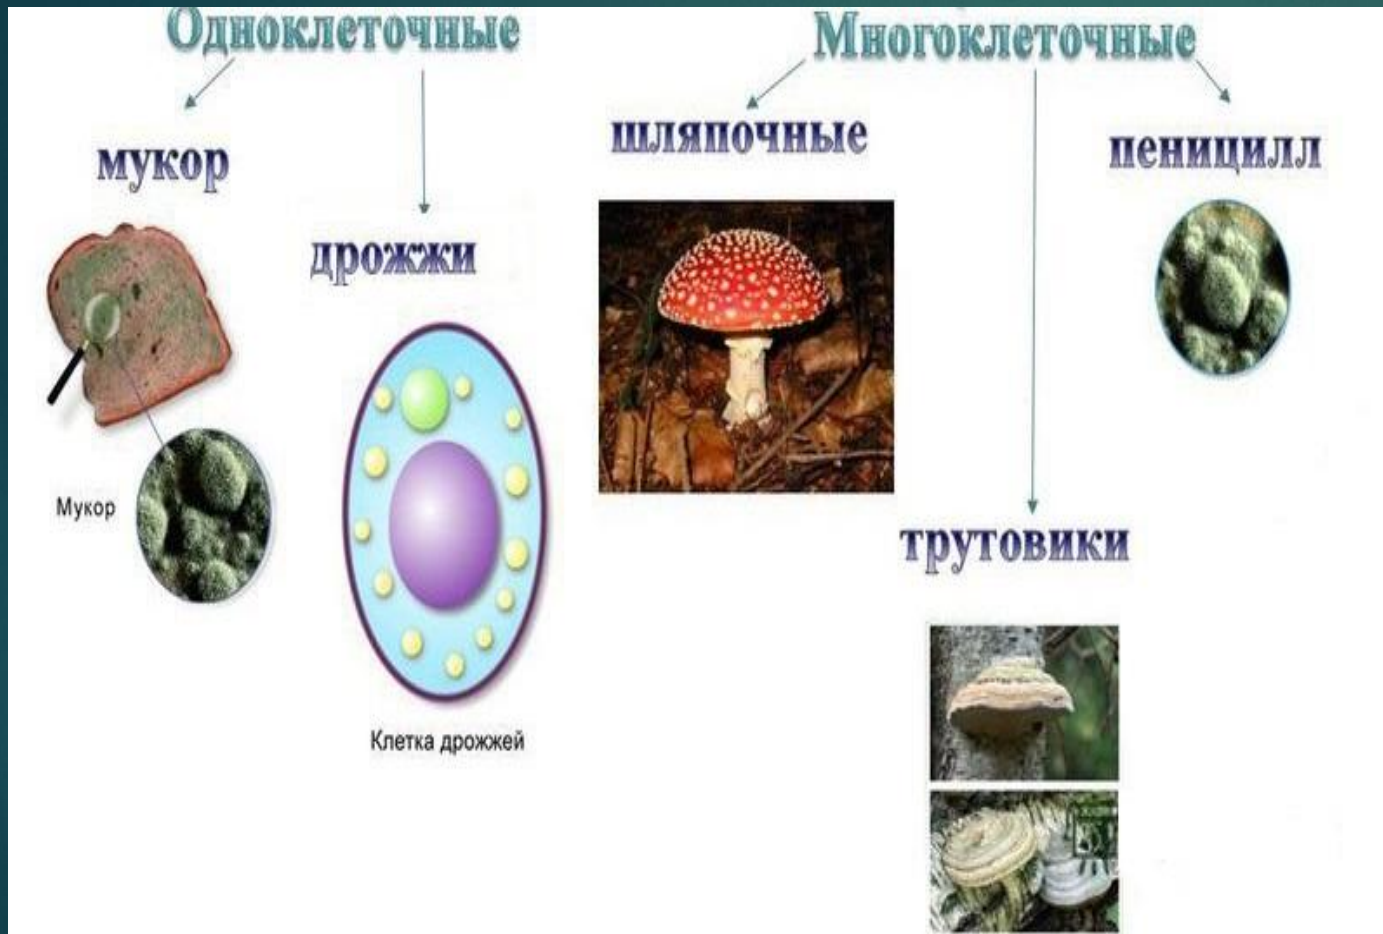 Одноклеточные
Многоклеточные
мукор
дрожжи
шляпочные
пеницилл
Мукор
трутовики
Клетка дрожжей